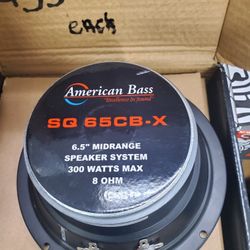 each
American Bass
"Excellence In Sound"
SQ 65CB-X
6.5" MIDRANGE
SPEAKER SYSTEM
300 WATTS MAX
8 OHM